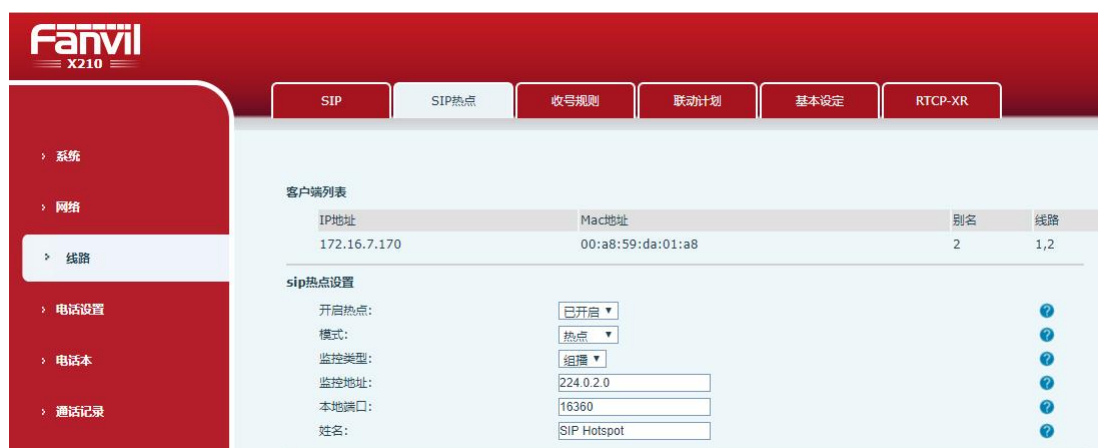 Fanvil
X210
SIP SIP热点 收号规则 联动计划 基本设定 RTCP-XR
› 系统
› 网络
› 线路
› 电话设置
› 电话本
› 通话记录
客户端列表
IP地址 Mac地址 别名 线路
172.16.7.170 00:a8:59:da:01:a8 2 1,2
sip热点设置
开启热点: 已开启
模式: 热点
监控类型: 组播
监控地址: 224.0.2.0
本地端口: 16360
姓名: SIP Hotspot